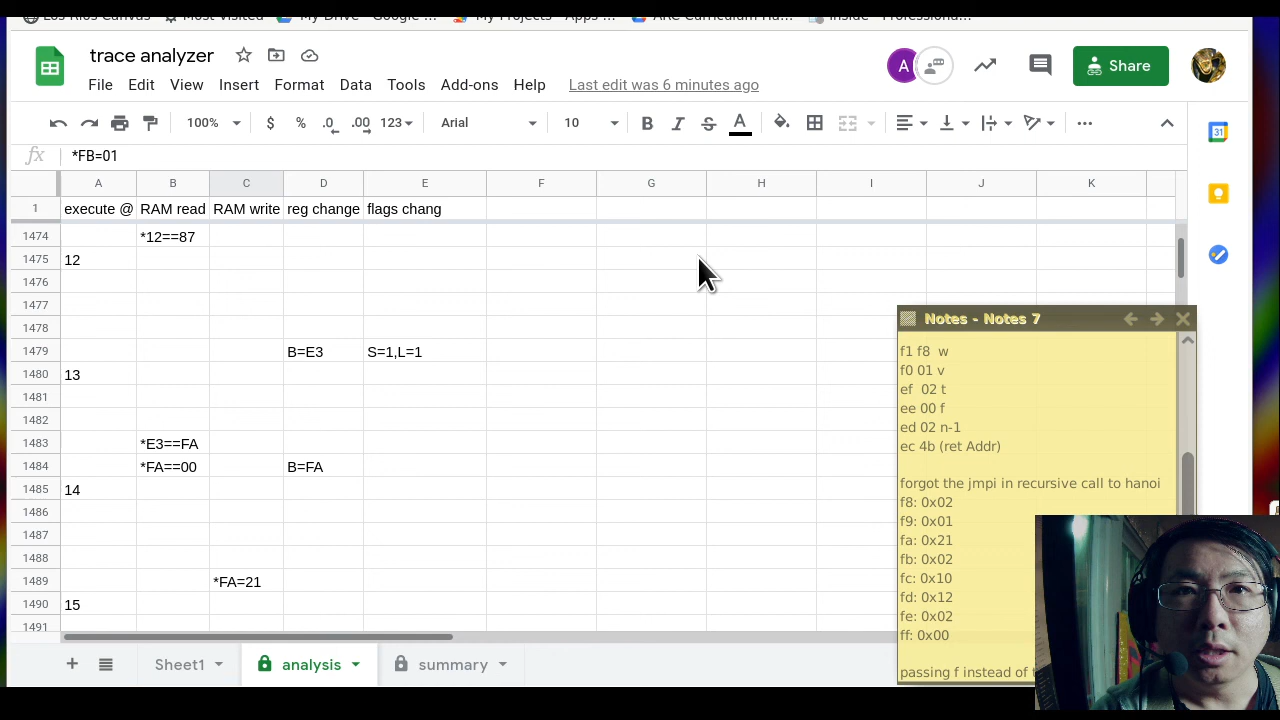 trace analyzer
A
Share
File Edit View Insert Format Data Tools Add-ons Help Last edit was 6 minutes ago
100% $ % .0 .00 123 Arial 10 B I S A
31
fx *FB=01
A B C D E F G H I J K
1 execute @ RAM read RAM write reg change flags chang
1474 *12==87
1475 12
1476
1477
1478
1479 B=E3 S=1,L=1
1480 13
1481
1482
1483 *E3==FA
1484 *FA==00 B=FA
1485 14
1486
1487
1488
1489 *FA=21
1490 15
1491
Sheet1 analysis summary
Notes - Notes 7
f1 f8 w
f0 01 v
ef 02 t
ee 00 f
ed 02 n-1
ec 4b (ret Addr)
forgot the jmpi in recursive call to hanoi
f8: 0x02
f9: 0x01
fa: 0x21
fb: 0x02
fc: 0x10
fd: 0x12
fe: 0x02
ff: 0x00
passing f instead of